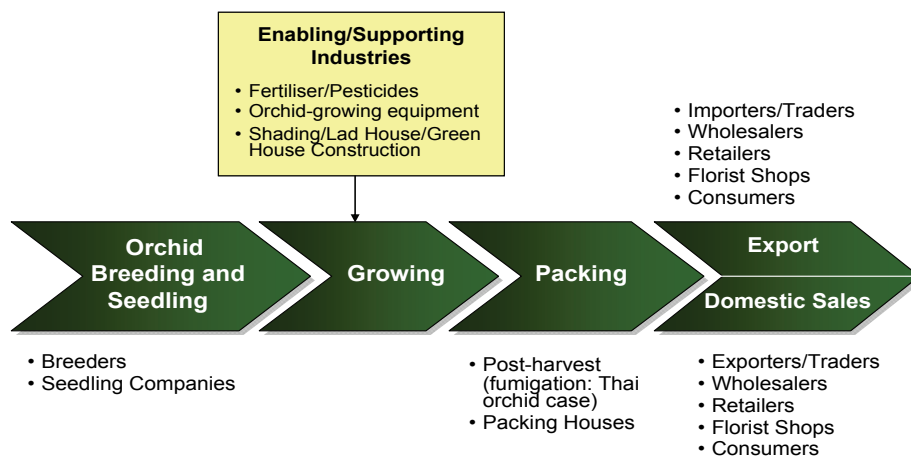 Enabling/Supporting
Industries
• Fertiliser/Pesticides
• Orchid-growing equipment
• Shading/Lad House/Green
House Construction
• Importers/Traders
• Wholesalers
• Retailers
• Florist Shops
• Consumers
Orchid
Breeding and
Seedling
Growing
Packing
Export
Domestic Sales
• Breeders
• Seedling Companies
• Post-harvest
(fumigation: Thai
orchid case)
• Packing Houses
• Exporters/Traders
• Wholesalers
• Retailers
• Florist Shops
• Consumers